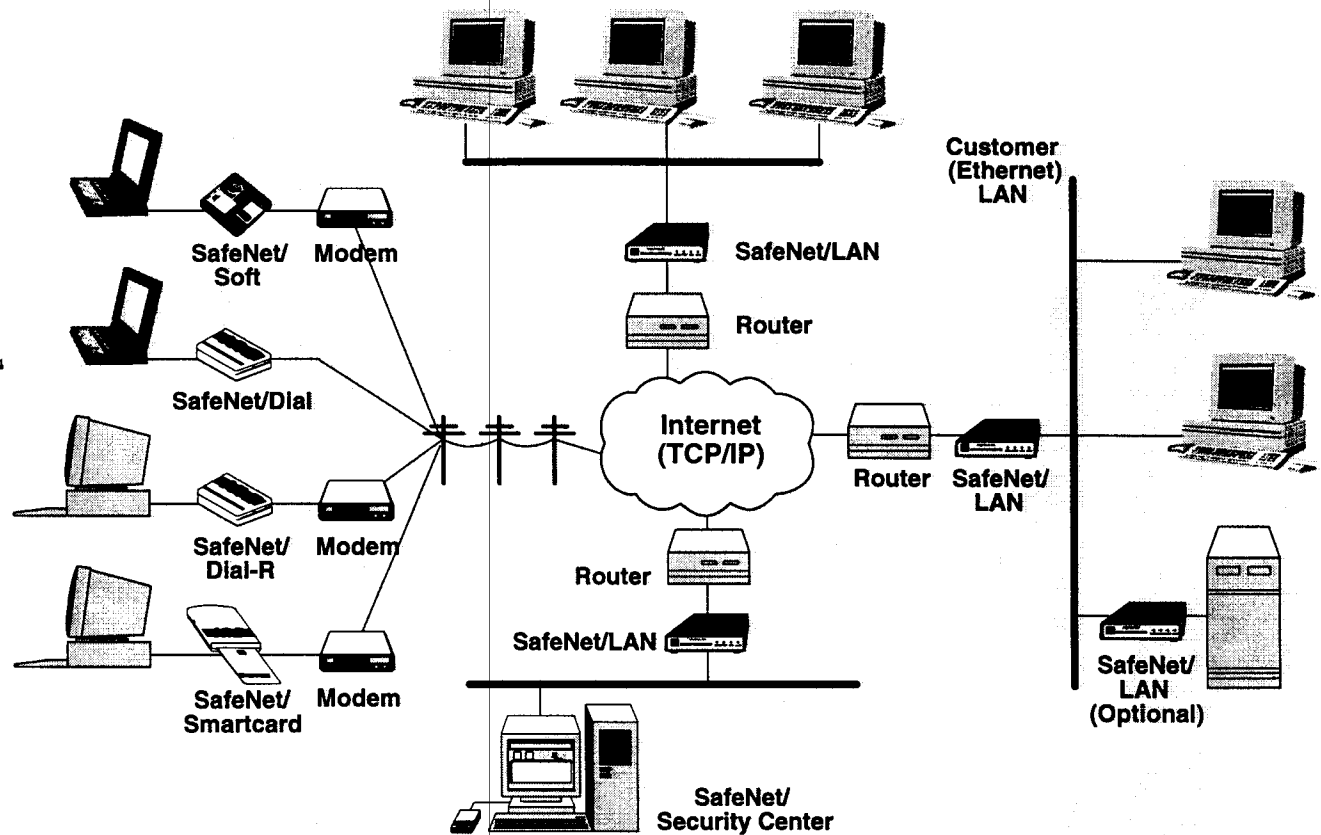 Customer
(Ethernet)
LAN
SafeNet/
Soft
Modem
SafeNet/LAN
Router
SafeNet/Dial
Internet
(TCP/IP)
Router
SafeNet/
LAN
SafeNet/
Dial-R
Modem
Router
SafeNet/LAN
SafeNet/
Smartcard
Modem
SafeNet/
LAN
(Optional)
SafeNet/
Security Center